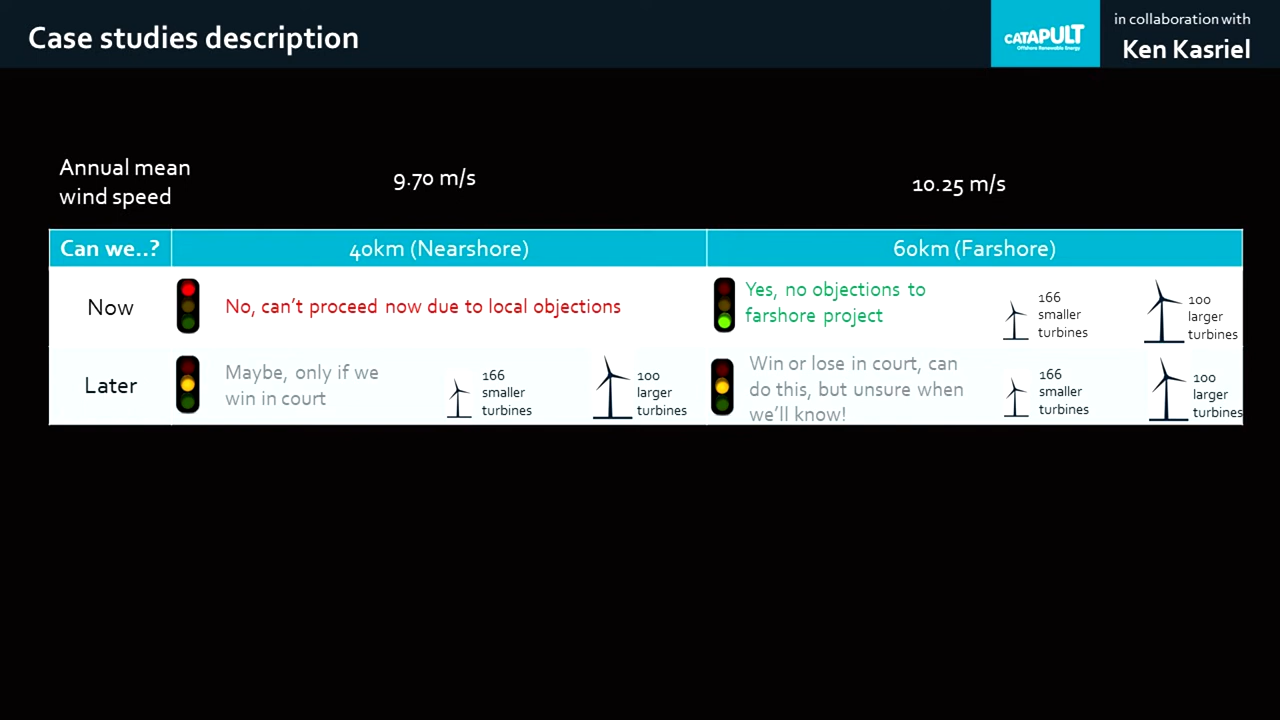 Case studies description
CATAPULT
Offshore Renewable Energy
in collaboration with
Ken Kasriel
Annual mean
wind speed
9.70 m/s
10.25 m/s
Can we..?
40km (Nearshore)
60km (Farshore)
Now
No, can't proceed now due to local objections
Yes, no objections to
farshore project
166
smaller
turbines
100
larger
turbines
Later
Maybe, only if we
win in court
166
smaller
turbines
100
larger
turbines
Win or lose in court, can
do this, but unsure when
we'll know!
166
smaller
turbines
100
larger
turbines